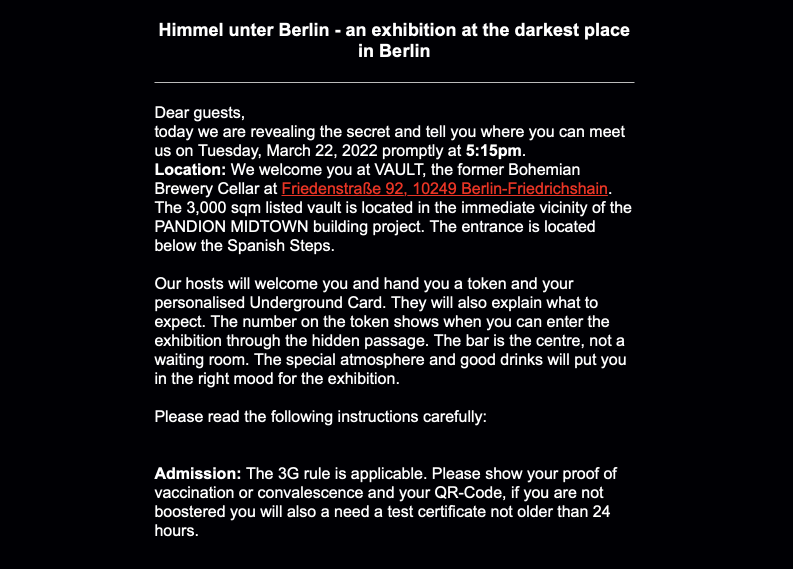 Himmel unter Berlin - an exhibition at the darkest place
in Berlin
Dear guests,
today we are revealing the secret and tell you where you can meet
us on Tuesday, March 22, 2022 promptly at 5:15pm.
Location: We welcome you at VAULT, the former Bohemian
Brewery Cellar at Friedenstraße 92, 10249 Berlin-Friedrichshain.
The 3,000 sqm listed vault is located in the immediate vicinity of the
PANDION MIDTOWN building project. The entrance is located
below the Spanish Steps.
Our hosts will welcome you and hand you a token and your
personalised Underground Card. They will also explain what to
expect. The number on the token shows when you can enter the
exhibition through the hidden passage. The bar is the centre, not a
waiting room. The special atmosphere and good drinks will put you
in the right mood for the exhibition.
Please read the following instructions carefully:
Admission: The 3G rule is applicable. Please show your proof of
vaccination or convalescence and your QR-Code, if you are not
boostered you will also a need a test certificate not older than 24
hours.